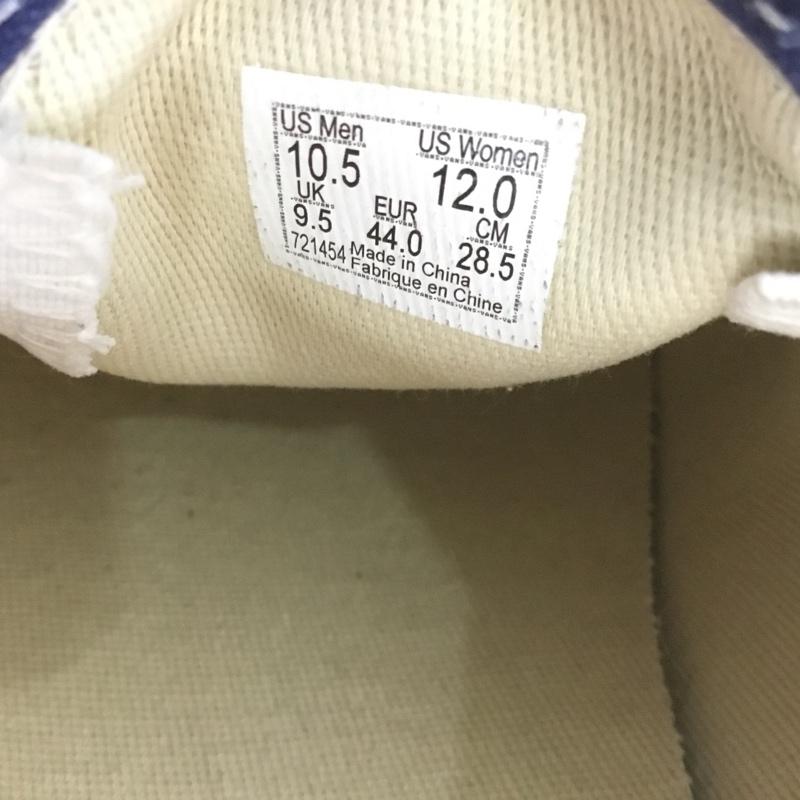 US Men US Women
10.5 12.0
UK EUR CM
9.5 44.0 28.5
721454 Made in China
Fabrique en Chine